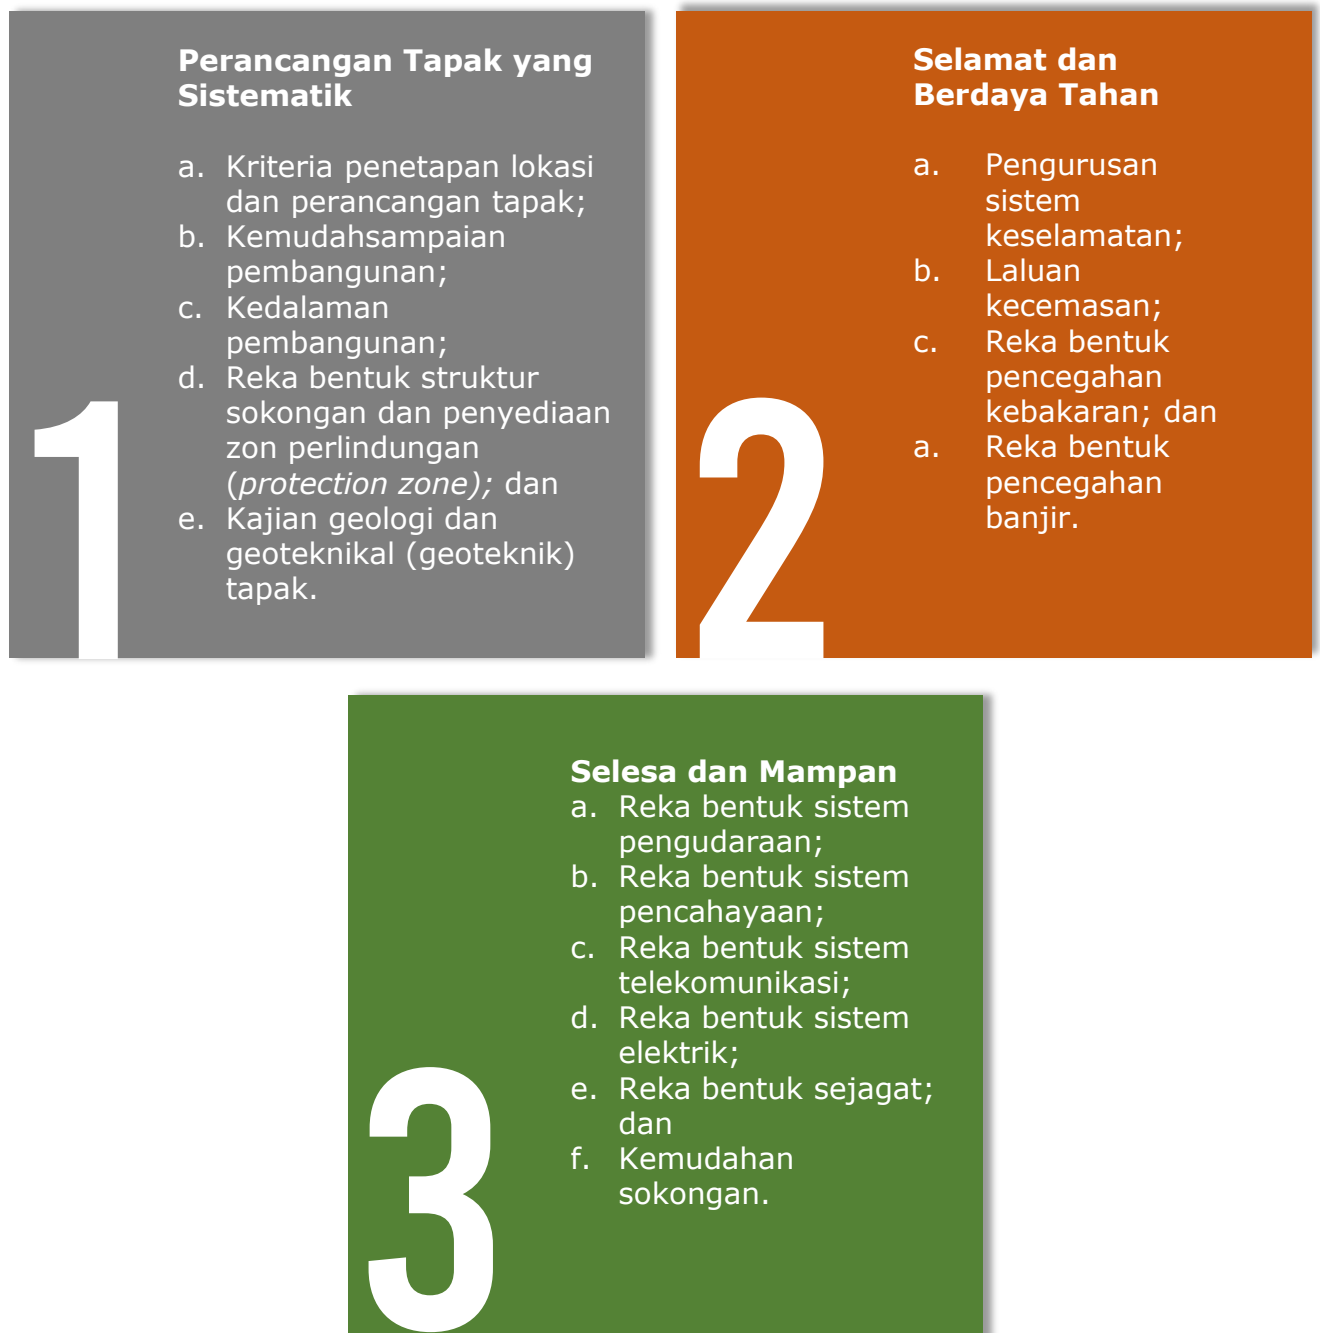 1
Perancangan Tapak yang
Sistematik
a. Kriteria penetapan lokasi
dan perancangan tapak;
b. Kemudahsampaian
pembangunan;
c. Kedalaman
pembangunan;
d. Reka bentuk struktur
sokongan dan penyediaan
zon perlindungan
(protection zone); dan
e. Kajian geologi dan
geoteknikal (geoteknik)
tapak.
2
Selamat dan
Berdaya Tahan
a. Pengurusan
sistem
keselamatan;
b. Laluan
kecemasan;
c. Reka bentuk
pencegahan
kebakaran; dan
a. Reka bentuk
pencegahan
banjir.
3
Selesa dan Mampan
a. Reka bentuk sistem
pengudaraan;
b. Reka bentuk sistem
pencahayaan;
c. Reka bentuk sistem
telekomunikasi;
d. Reka bentuk sistem
elektrik;
e. Reka bentuk sejagat;
dan
f. Kemudahan
sokongan.